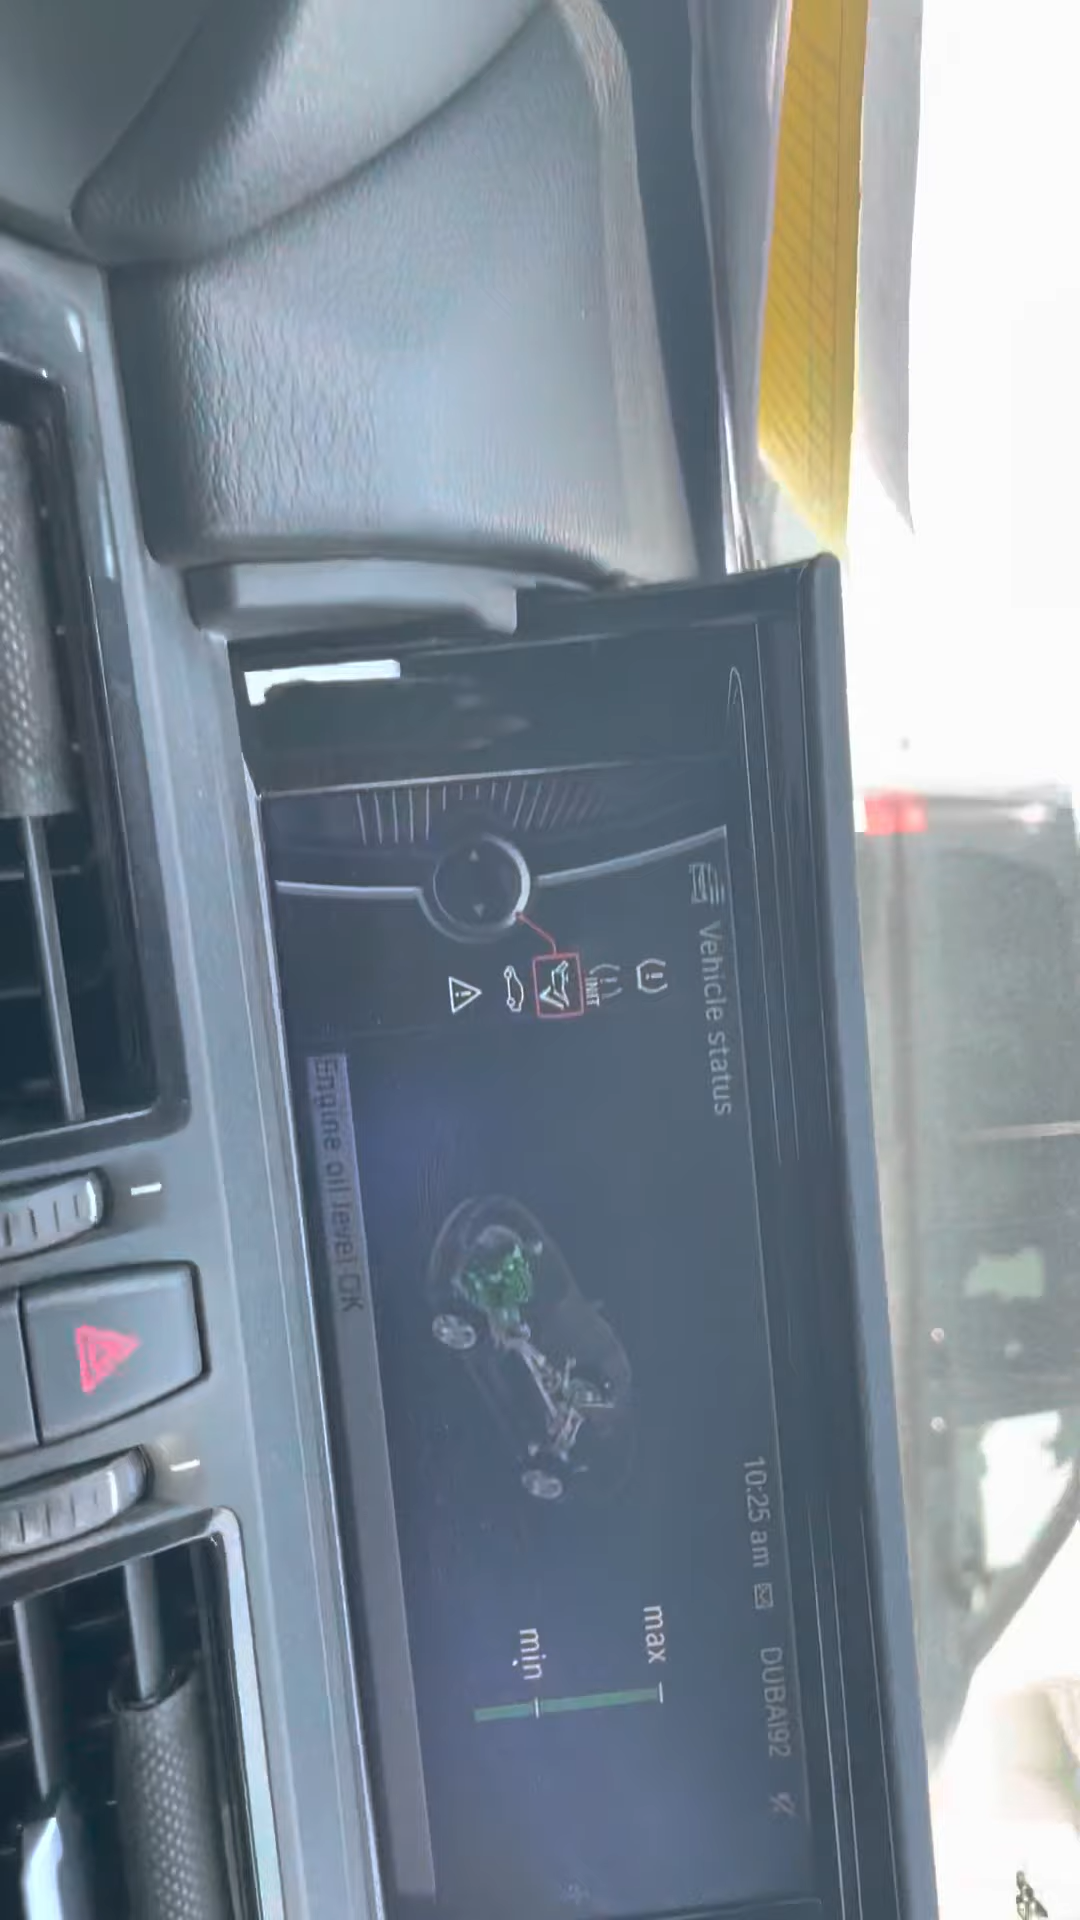 Vehicle status
10:25 am
DUBAI92
INIT
max
min
Engine oil level OK